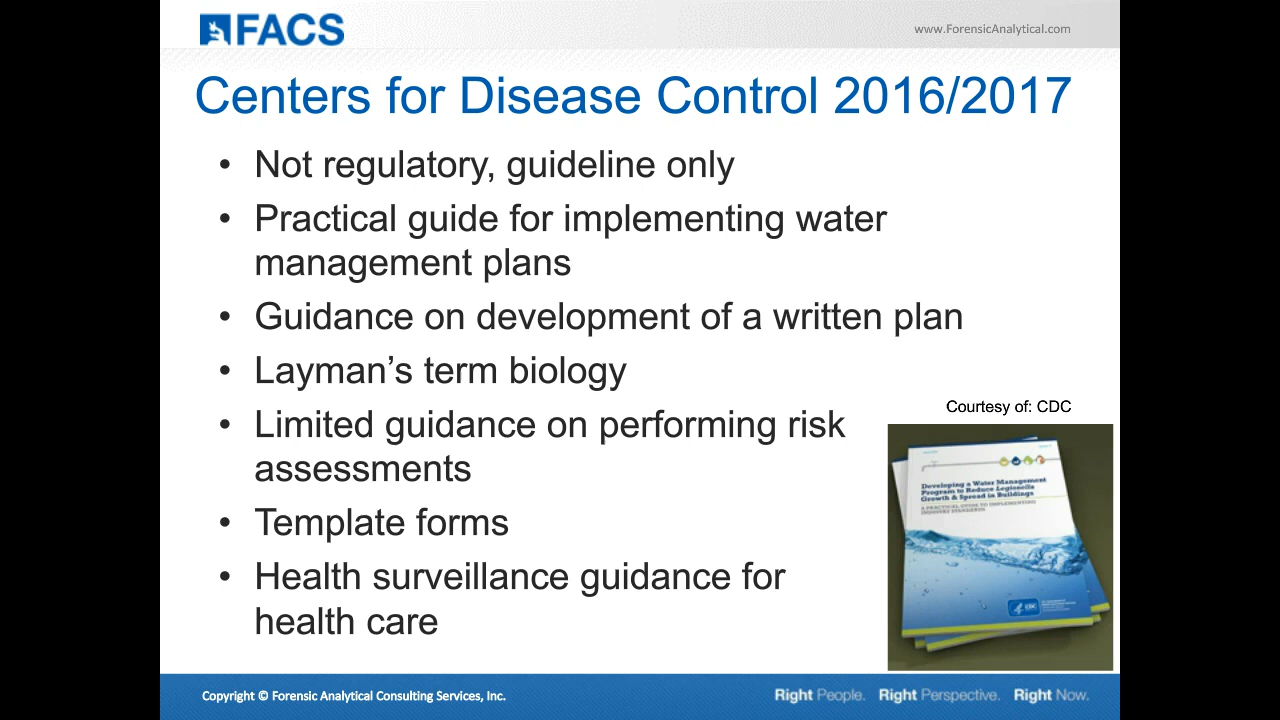 FACS
www.ForensicAnalytical.com
Centers for Disease Control 2016/2017
• Not regulatory, guideline only
• Practical guide for implementing water
management plans
• Guidance on development of a written plan
• Layman’s term biology
• Limited guidance on performing risk
assessments
• Template forms
• Health surveillance guidance for
health care
Courtesy of: CDC
Developing a Water Management
Program to Reduce Legionella
Growth & Spread in Buildings
A PRACTICAL GUIDE TO IMPLEMENTING
INDUSTRY STANDARDS
CDC
Copyright © Forensic Analytical Consulting Services, Inc.
Right People. Right Perspective. Right Now.